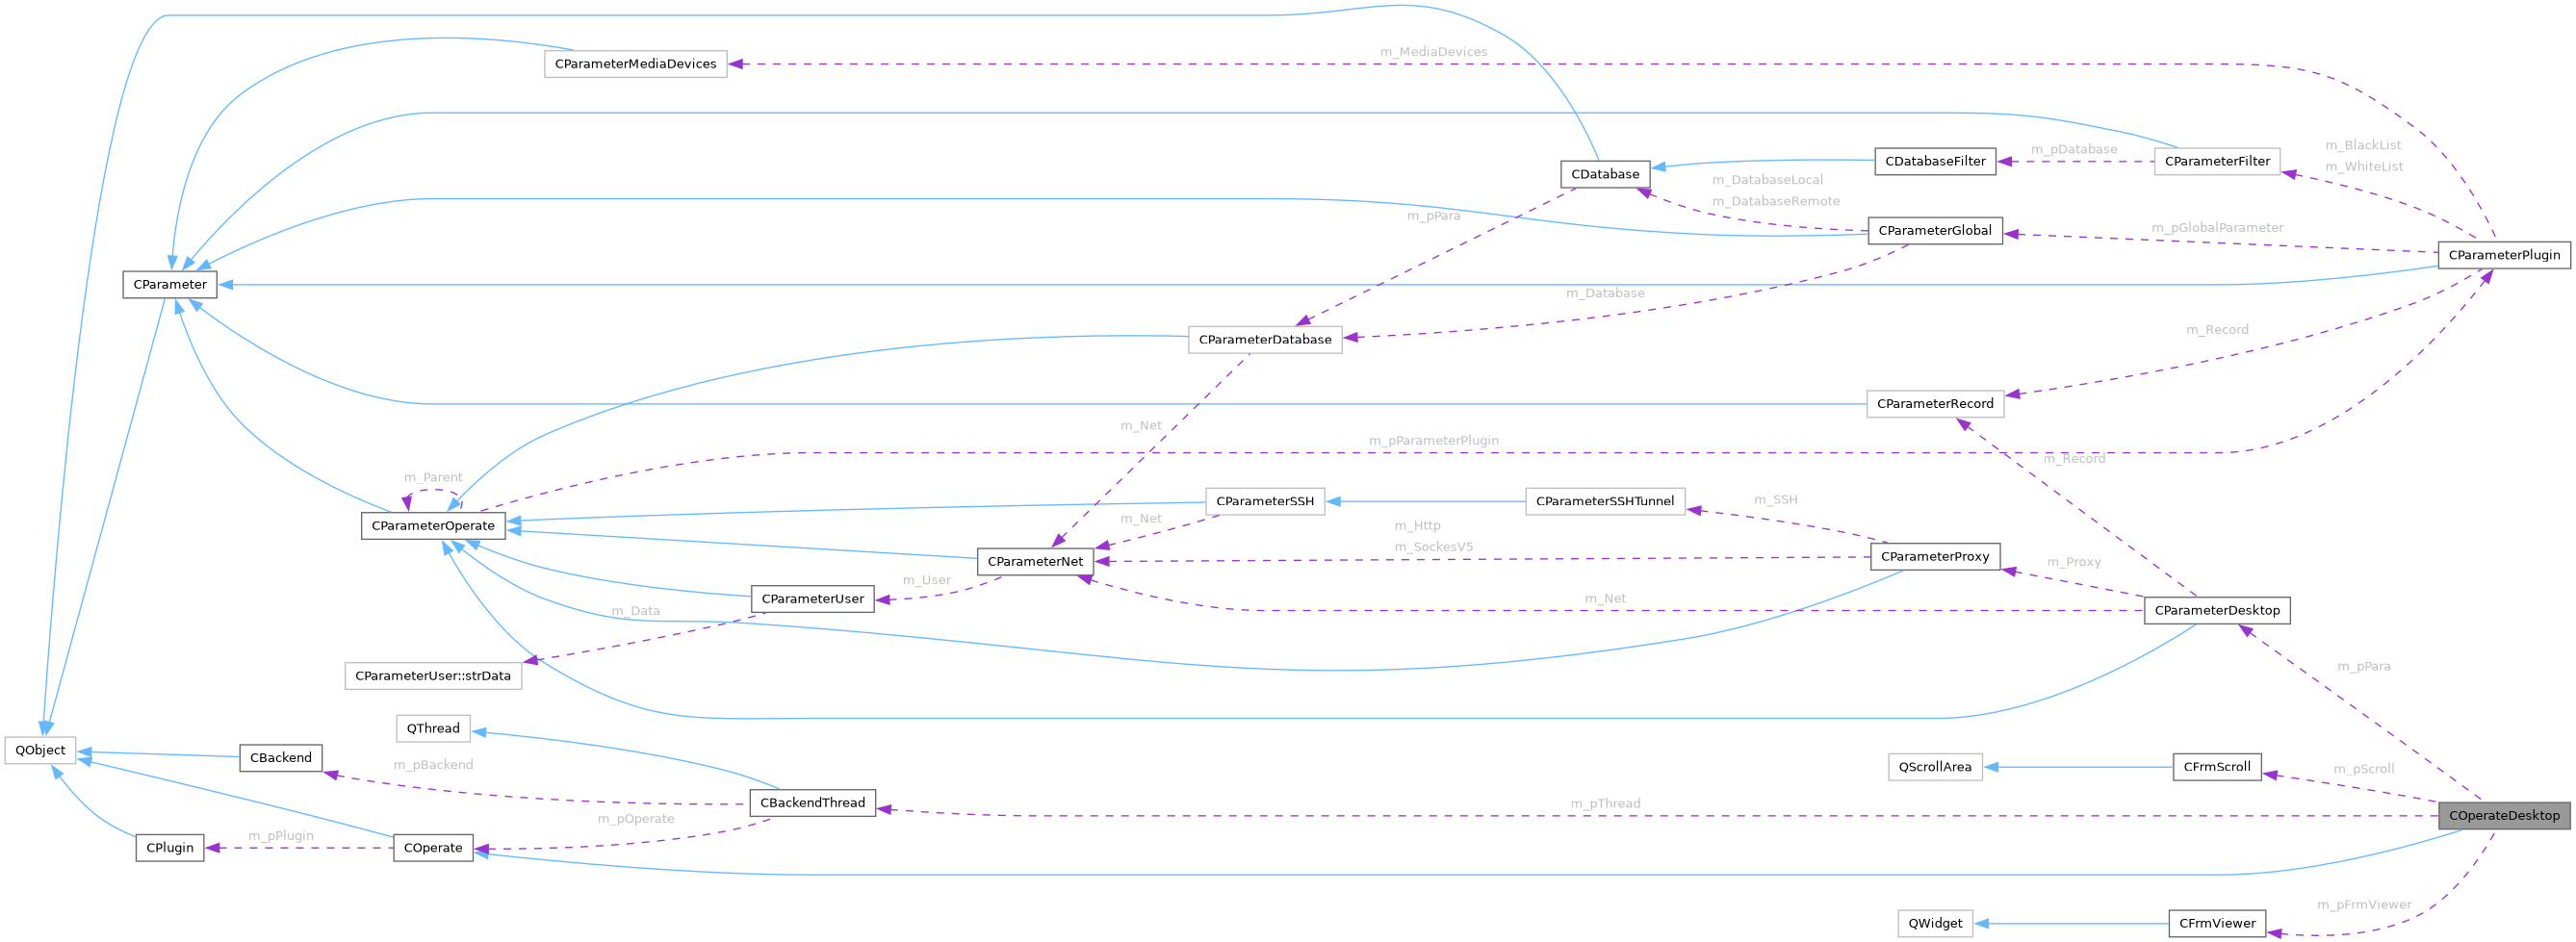 m_MediaDevices
CParameterMediaDevices
m_BlackList
m_WhiteList
m_pDatabase
CDatabaseFilter
CParameterFilter
CDatabase
m_DatabaseLocal
m_DatabaseRemote
m_pPara
CParameterGlobal
m_pGlobalParameter
CParameterPlugin
CParameter
m_Database
m_Record
CParameterDatabase
CParameterRecord
m_Net
m_pParameterPlugin
m_Record
m_Parent
CParameterSSH
CParameterSSHTunnel
m_SSH
CParameterOperate
m_Net
m_Http
m_SockesV5
CParameterNet
CParameterProxy
m_Proxy
m_User
CParameterUser
m_Net
m_Data
CParameterDesktop
CParameterUser::strData
m_pPara
QThread
QObject
CBackend
m_pBackend
QScrollArea
CFrmScroll
m_pScroll
CBackendThread
m_pThread
m_pOperate
COperateDesktop
m_pPlugin
CPlugin
COperate
m_pFrmViewer
QWidget
CFrmViewer